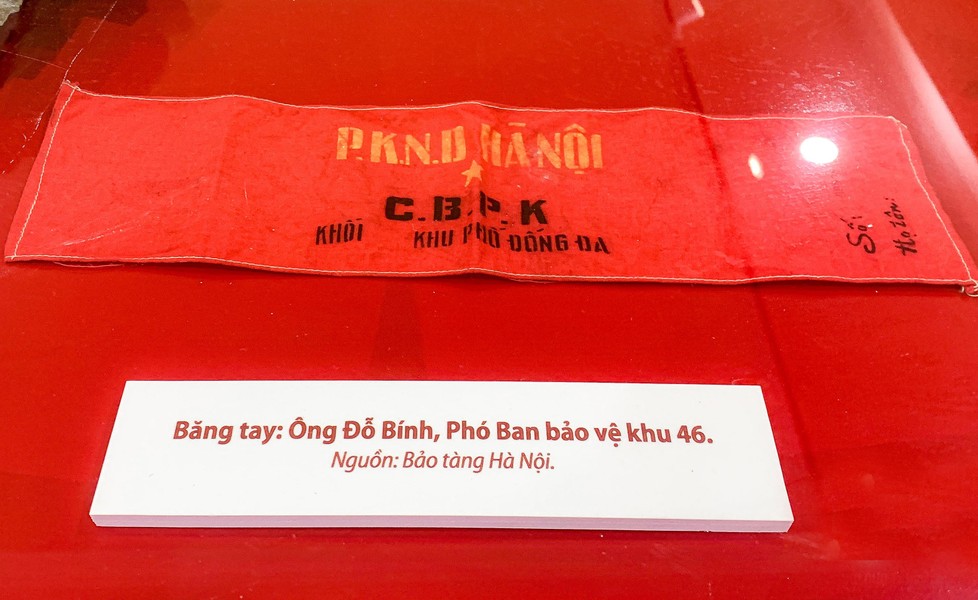 P.K.N.D HÀ NỘI
C.B.P.K
KHỐI KHU PHỐ ĐỐNG ĐA
Số:
Họ tên:
Băng tay: Ông Đỗ Bính, Phó Ban bảo vệ khu 46.
Nguồn: Bảo tàng Hà Nội.